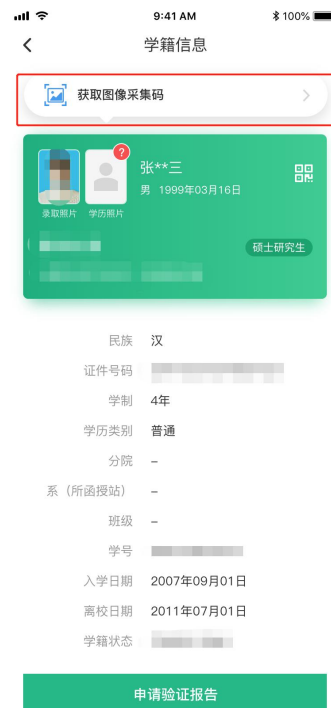 9:41 AM
100%
学籍信息
获取图像采集码
?
张**三
男 1999年03月16日
录取照片 学历照片
硕士研究生
民族 汉
证件号码
学制 4年
学历类别 普通
分院 –
系（所函授站） –
班级 –
学号
入学日期 2007年09月01日
离校日期 2011年07月01日
学籍状态
申请验证报告